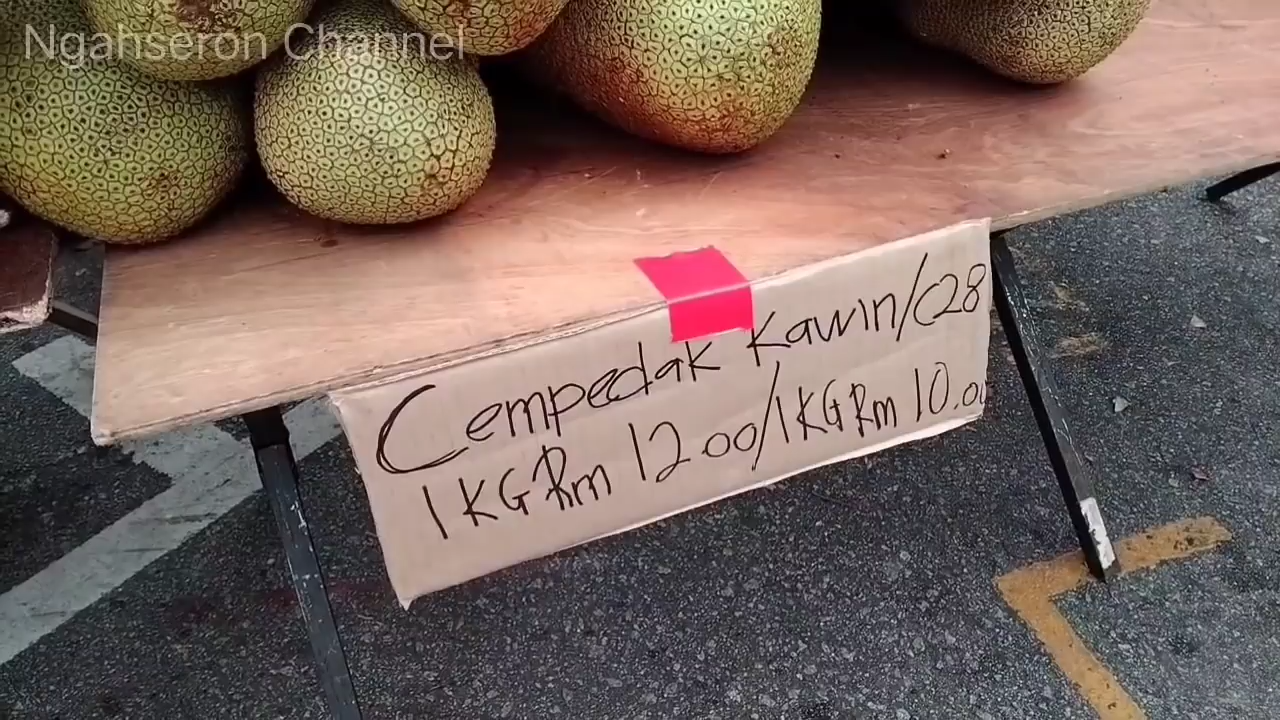 Ngahseron Channel
Cempedak Kawin/C28
1KG Rm 12 00/1KG Rm 10.00